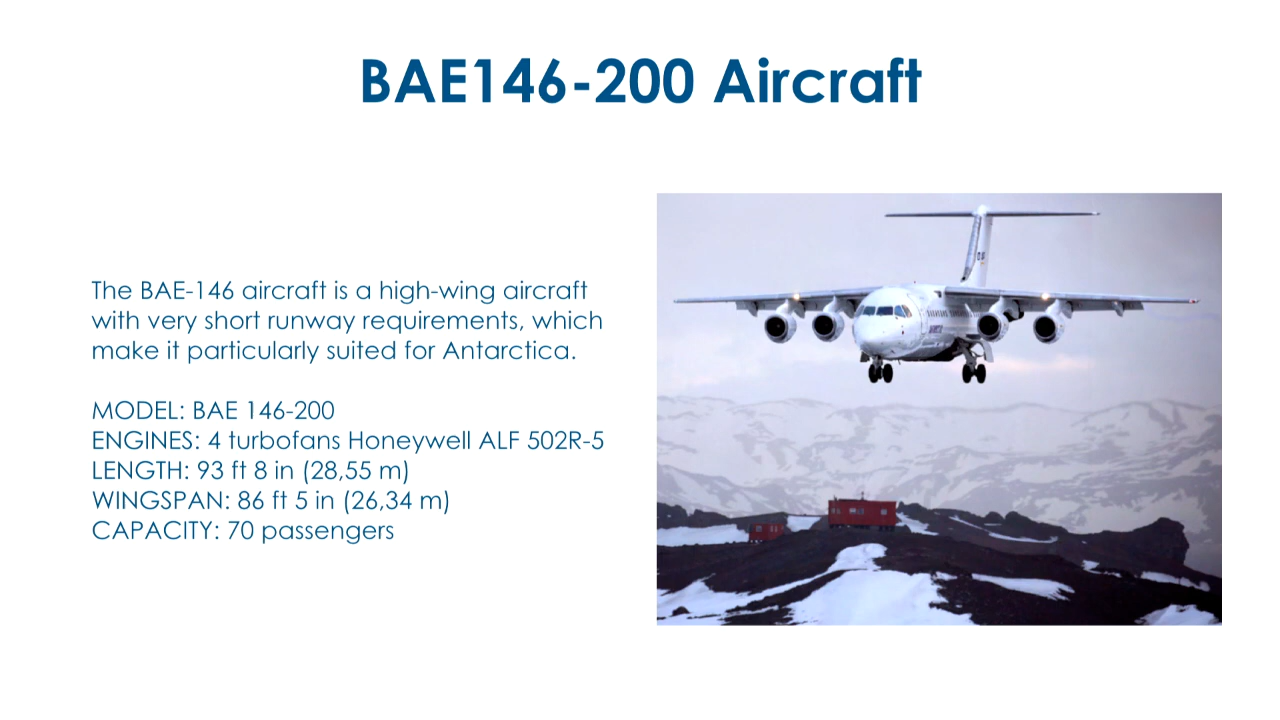 BAE146-200 Aircraft
The BAE-146 aircraft is a high-wing aircraft
with very short runway requirements, which
make it particularly suited for Antarctica.
MODEL: BAE 146-200
ENGINES: 4 turbofans Honeywell ALF 502R-5
LENGTH: 93 ft 8 in (28,55 m)
WINGSPAN: 86 ft 5 in (26,34 m)
CAPACITY: 70 passengers